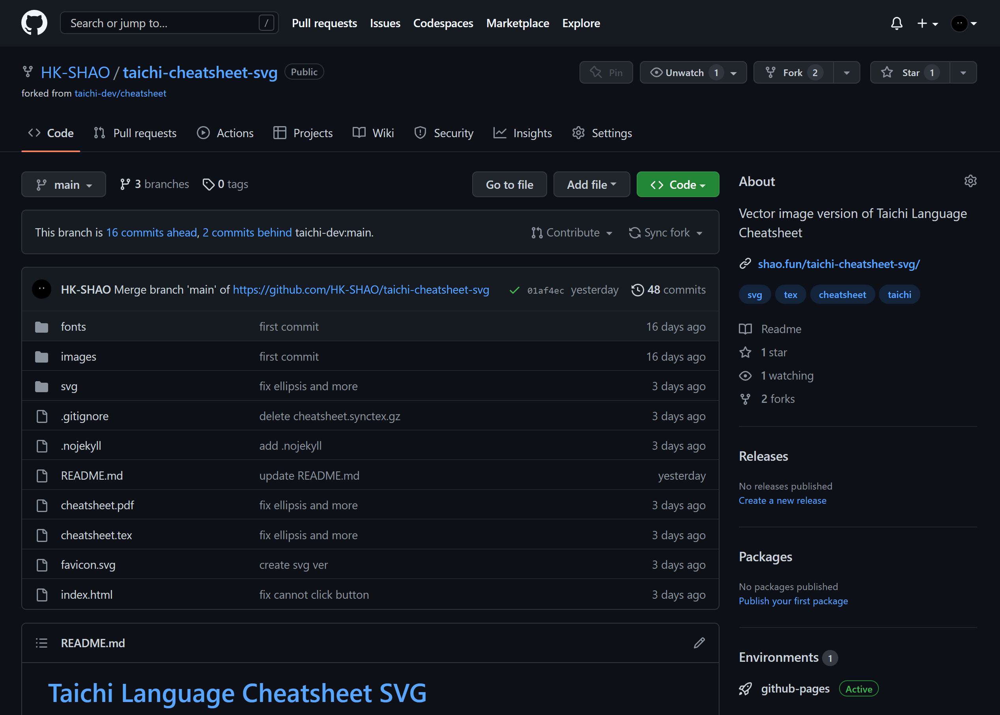 Search or jump to... /
Pull requests Issues Codespaces Marketplace Explore
HK-SHAO / taichi-cheatsheet-svg Public
Pin Unwatch 1 Fork 2 Star 1
forked from taichi-dev/cheatsheet
Code Pull requests Actions Projects Wiki Security Insights Settings
main 3 branches 0 tags
Go to file Add file Code
This branch is 16 commits ahead, 2 commits behind taichi-dev:main.
Contribute Sync fork
HK-SHAO Merge branch 'main' of https://github.com/HK-SHAO/taichi-cheatsheet-svg 01af4ec yesterday 48 commits
fonts first commit 16 days ago
images first commit 16 days ago
svg fix ellipsis and more 3 days ago
.gitignore delete cheatsheet.synctex.gz 3 days ago
.nojekyll add .nojekyll 3 days ago
README.md update README.md yesterday
cheatsheet.pdf fix ellipsis and more 3 days ago
cheatsheet.tex fix ellipsis and more 3 days ago
favicon.svg create svg ver 3 days ago
index.html fix cannot click button 3 days ago
README.md
Taichi Language Cheatsheet SVG
About
Vector image version of Taichi Language
Cheatsheet
shao.fun/taichi-cheatsheet-svg/
svg tex cheatsheet taichi
Readme
1 star
1 watching
2 forks
Releases
No releases published
Create a new release
Packages
No packages published
Publish your first package
Environments 1
github-pages Active